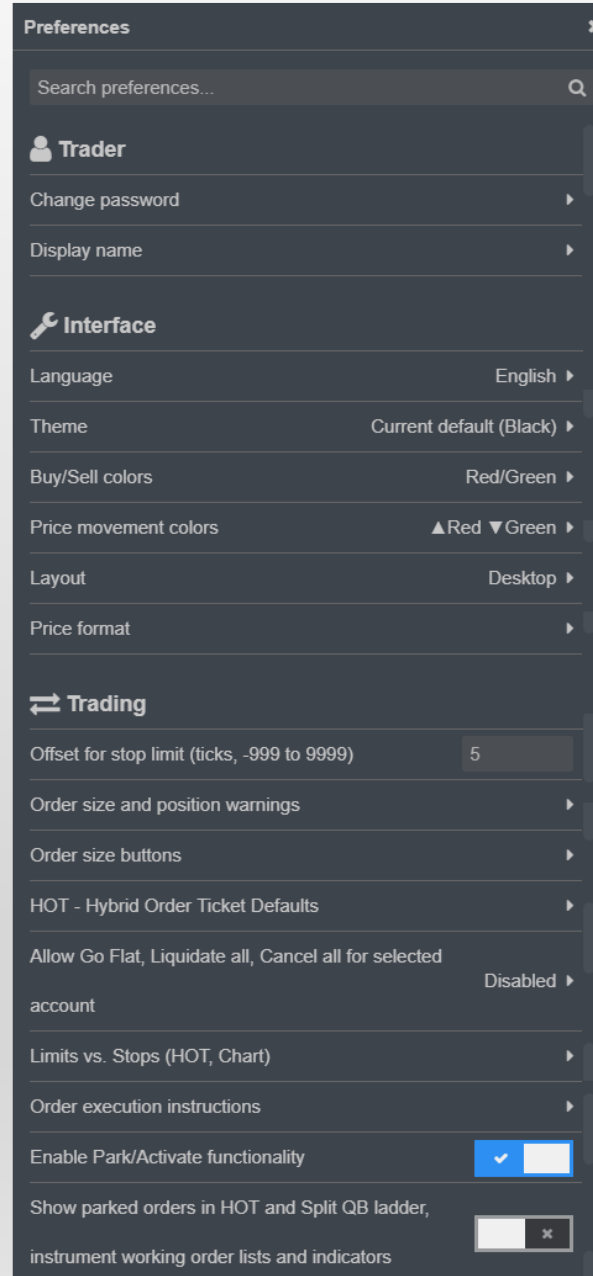 Preferences
Search preferences...
Trader
Change password
Display name
Interface
Language English
Theme Current default (Black)
Buy/Sell colors Red/Green
Price movement colors ▲Red ▼Green
Layout Desktop
Price format
Trading
Offset for stop limit (ticks, -999 to 9999) 5
Order size and position warnings
Order size buttons
HOT - Hybrid Order Ticket Defaults
Allow Go Flat, Liquidate all, Cancel all for selected
account
Disabled
Limits vs. Stops (HOT, Chart)
Order execution instructions
Enable Park/Activate functionality
Show parked orders in HOT and Split QB ladder,
instrument working order lists and indicators